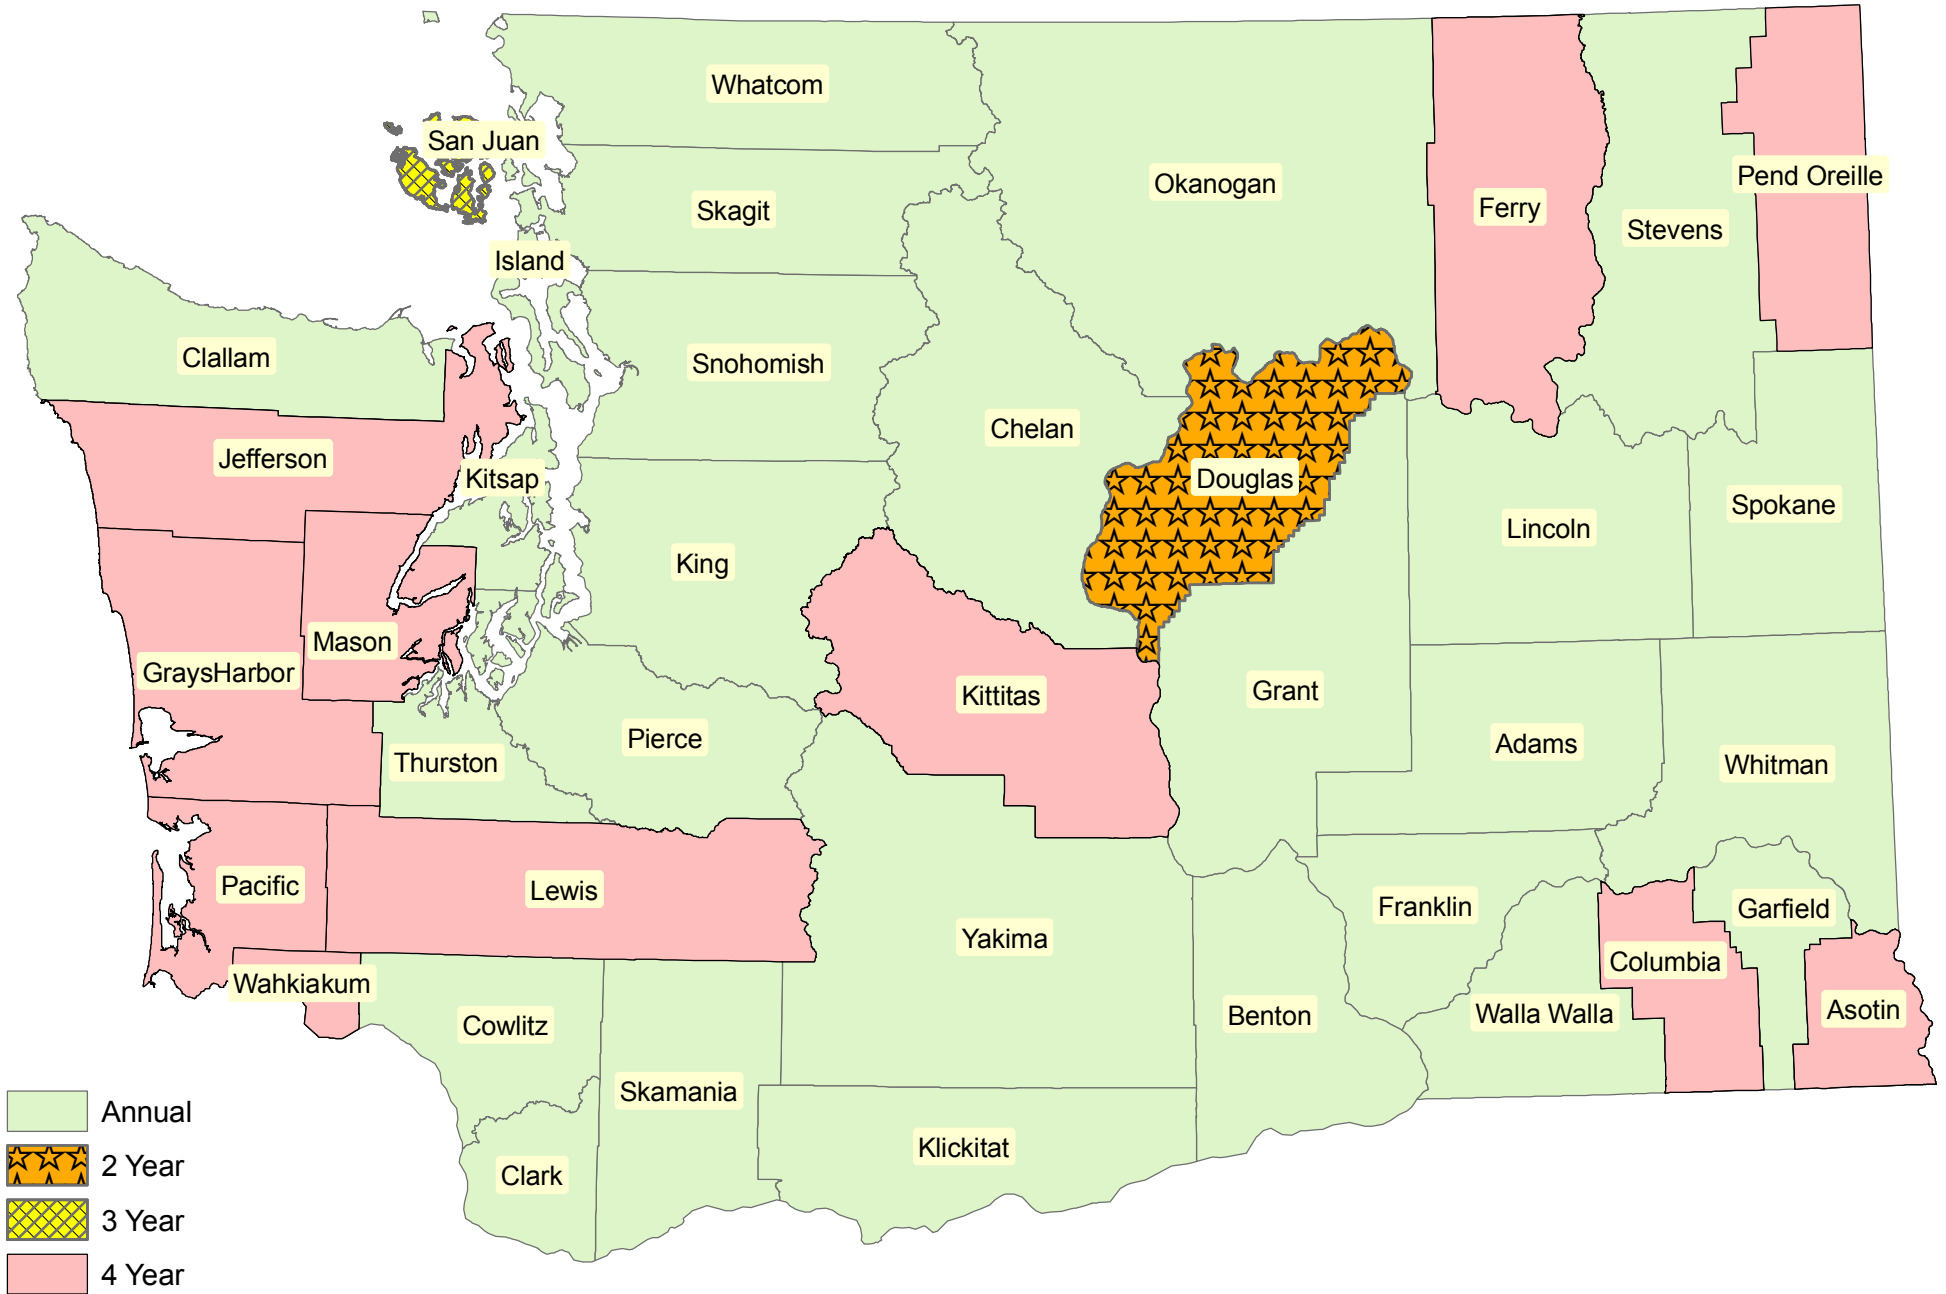 Whatcom
San Juan
Okanogan
Pend Oreille
Ferry
Skagit
Stevens
Island
Clallam
Snohomish
Chelan
Jefferson
Kitsap
Douglas
Spokane
Lincoln
King
Mason
GraysHarbor
Kittitas
Grant
Pierce
Adams
Thurston
Whitman
Pacific
Lewis
Franklin
Garfield
Yakima
Columbia
Wahkiakum
Asotin
Walla Walla
Benton
Cowlitz
Skamania
Annual
Klickitat
2 Year
Clark
3 Year
4 Year